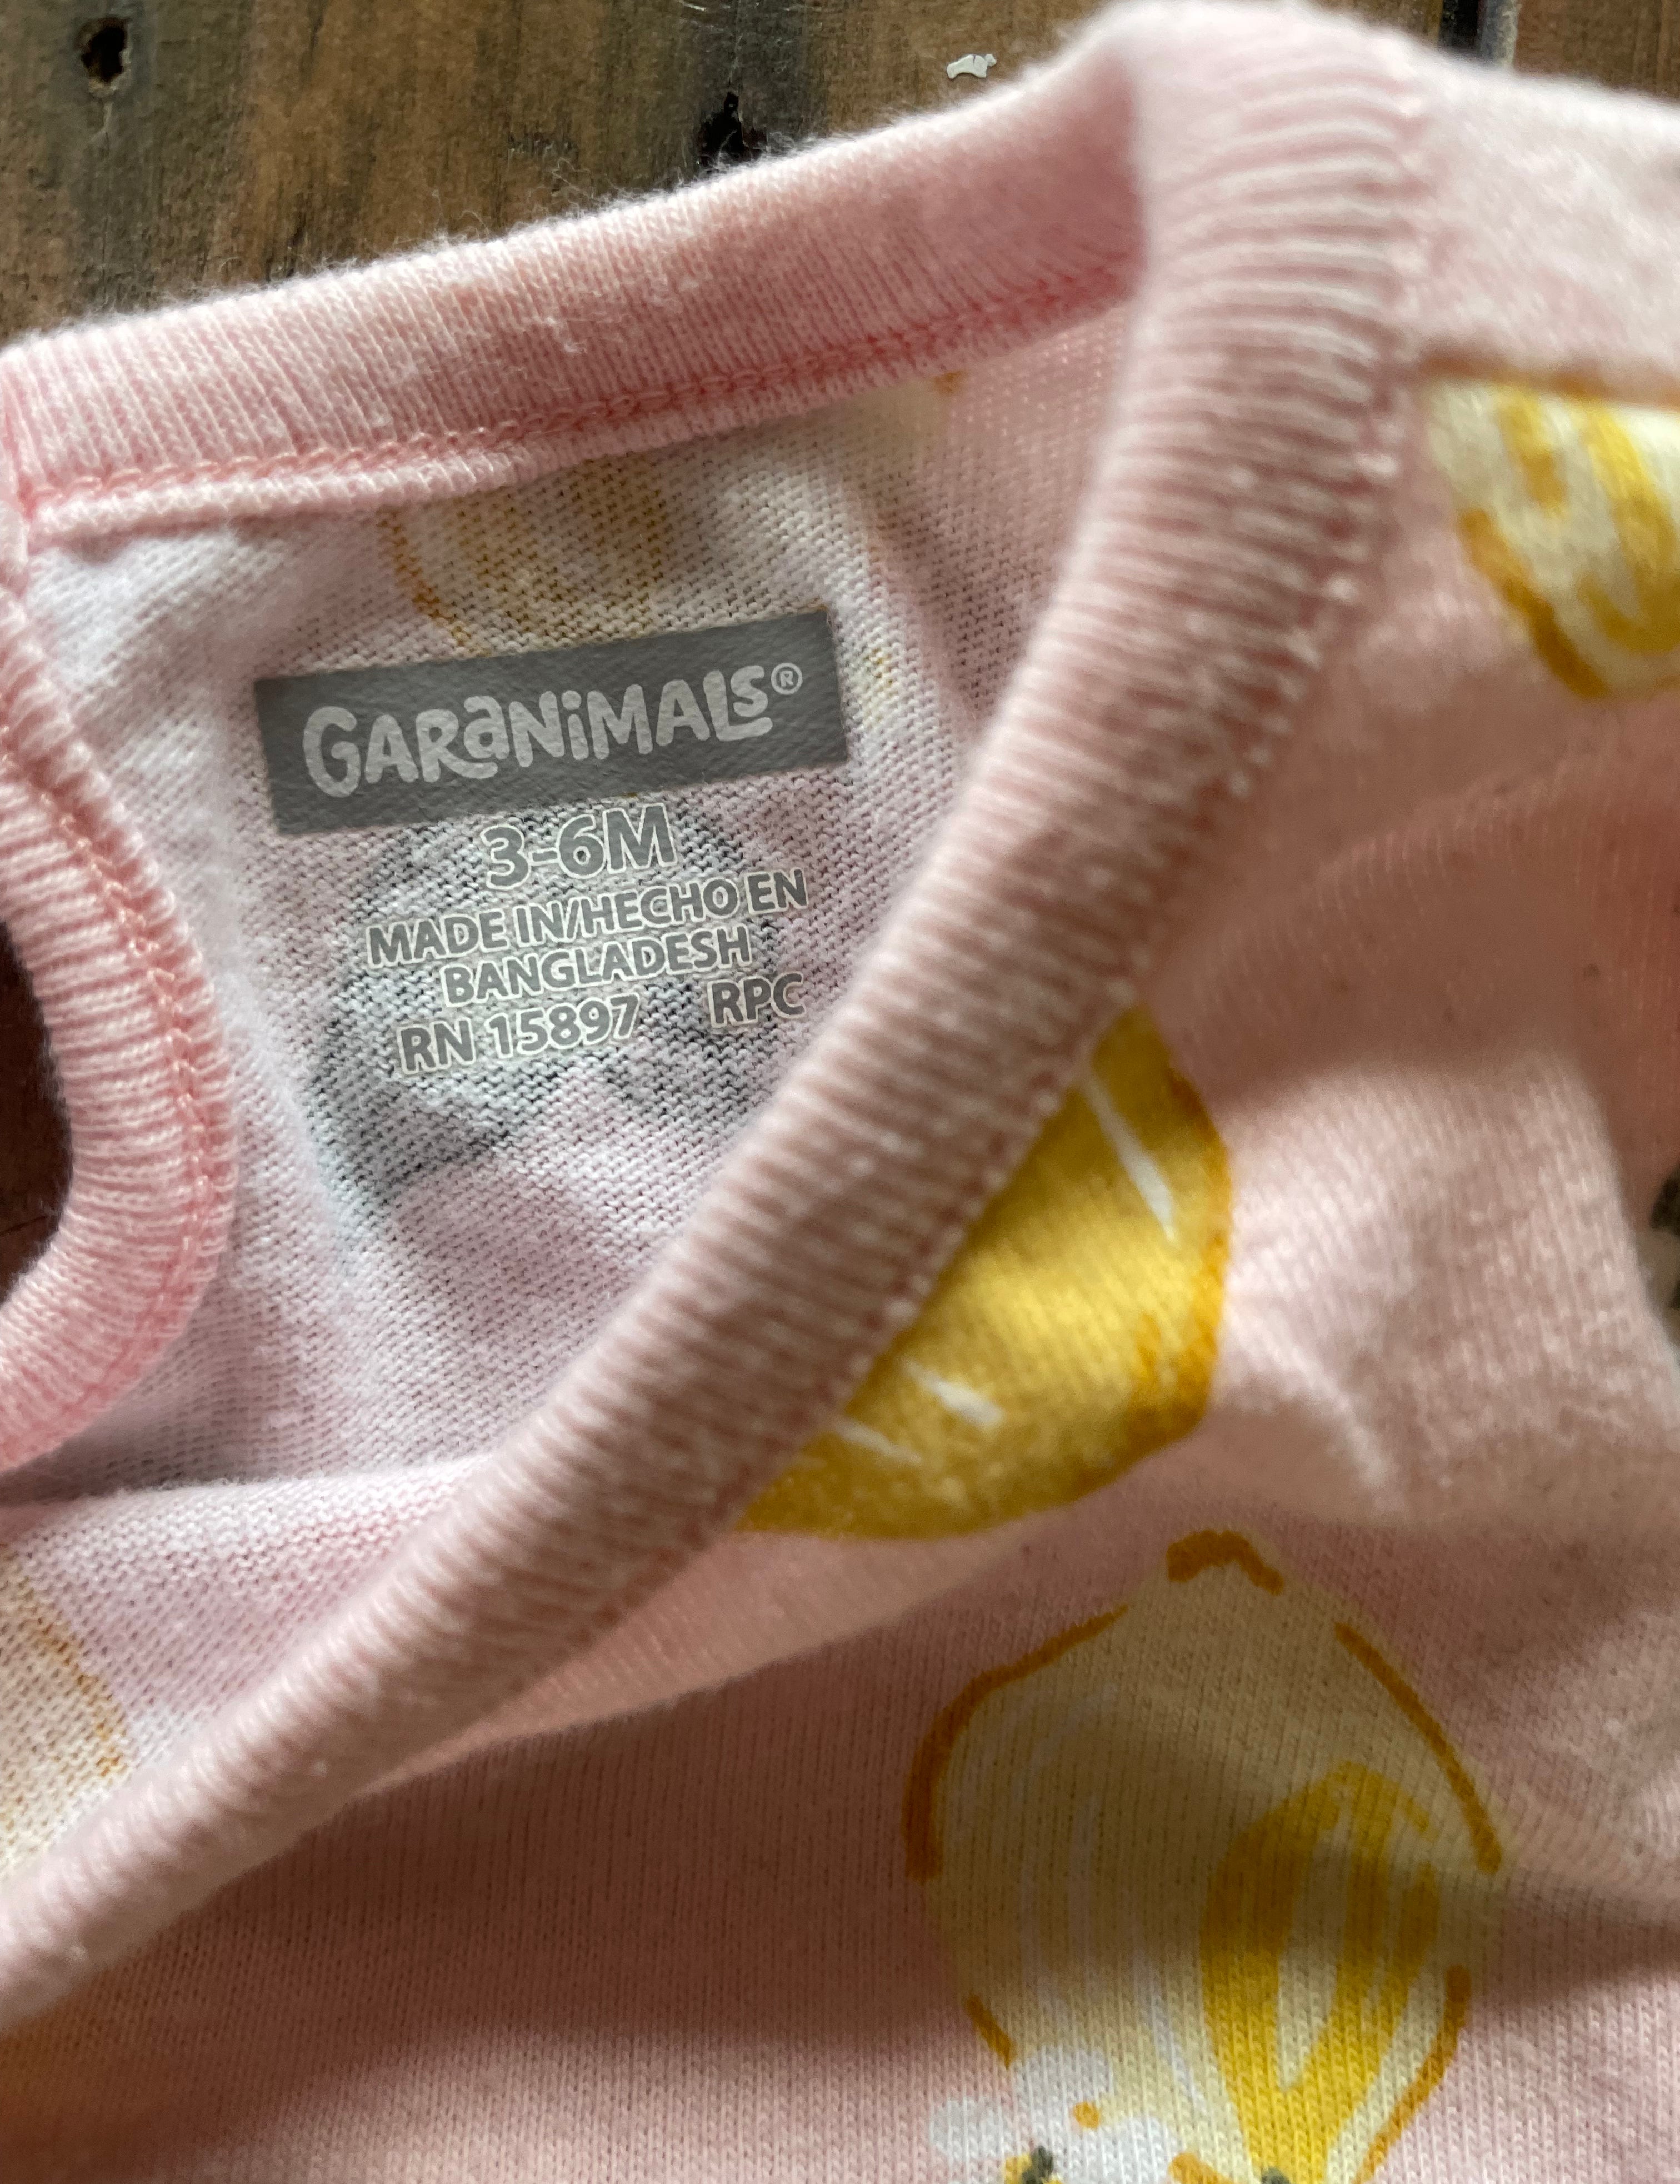 GARANIMALS®
3-6M
MADE IN/HECHO EN
BANGLADESH
RN 15897 RPC